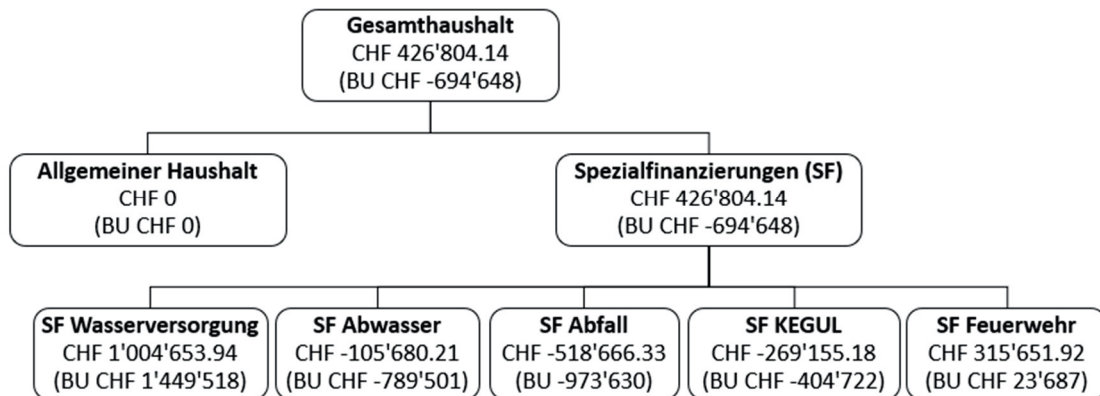 Gesamthaushalt
CHF 426'804.14
(BU CHF -694'648)
Allgemeiner Haushalt
CHF 0
(BU CHF 0)
Spezialfinanzierungen (SF)
CHF 426'804.14
(BU CHF -694'648)
SF Wasserversorgung
CHF 1'004'653.94
(BU CHF 1'449'518)
SF Abwasser
CHF -105'680.21
(BU CHF -789'501)
SF Abfall
CHF -518'666.33
(BU -973'630)
SF KEGUL
CHF -269'155.18
(BU CHF -404'722)
SF Feuerwehr
CHF 315'651.92
(BU CHF 23'687)